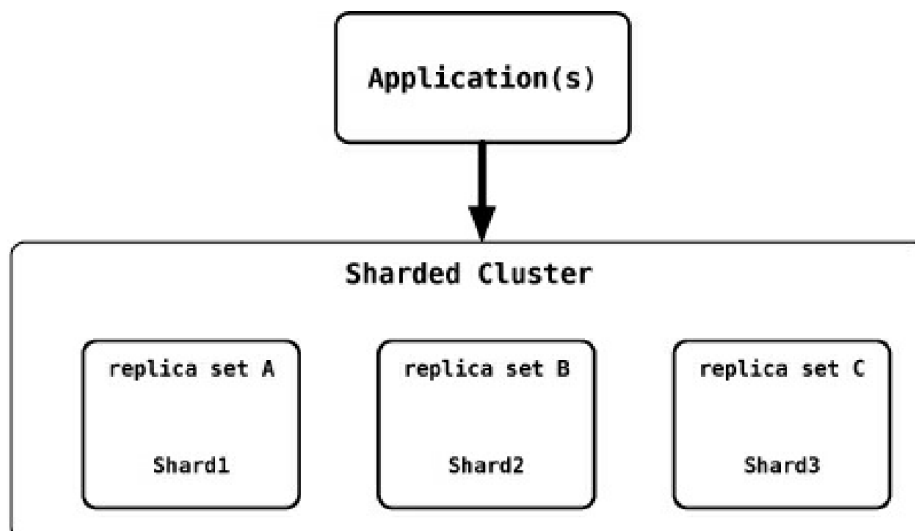 Application(s)
Sharded Cluster
replica set A
replica set B
replica set C
Shard1
Shard2
Shard3